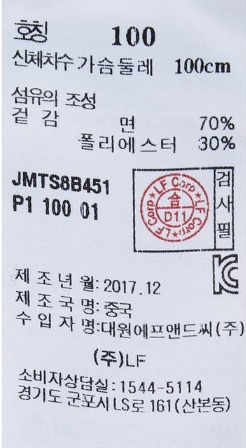 호칭 100
신체치수 가슴둘레 100cm
섬유의 조성
겉감 면 70%
폴리에스터 30%
JMTS8B451
P1 100 01
LF Corp ★ LF Corp ★ LF Corp ★
合
D11
검사필
제 조 년 월:2017.12
제 조 국 명:중국
수 입 자 명:대원에프앤드씨(주)
(주)LF
소비자상담실:1544-5114
경기도 군포시 LS로 161(산본동)